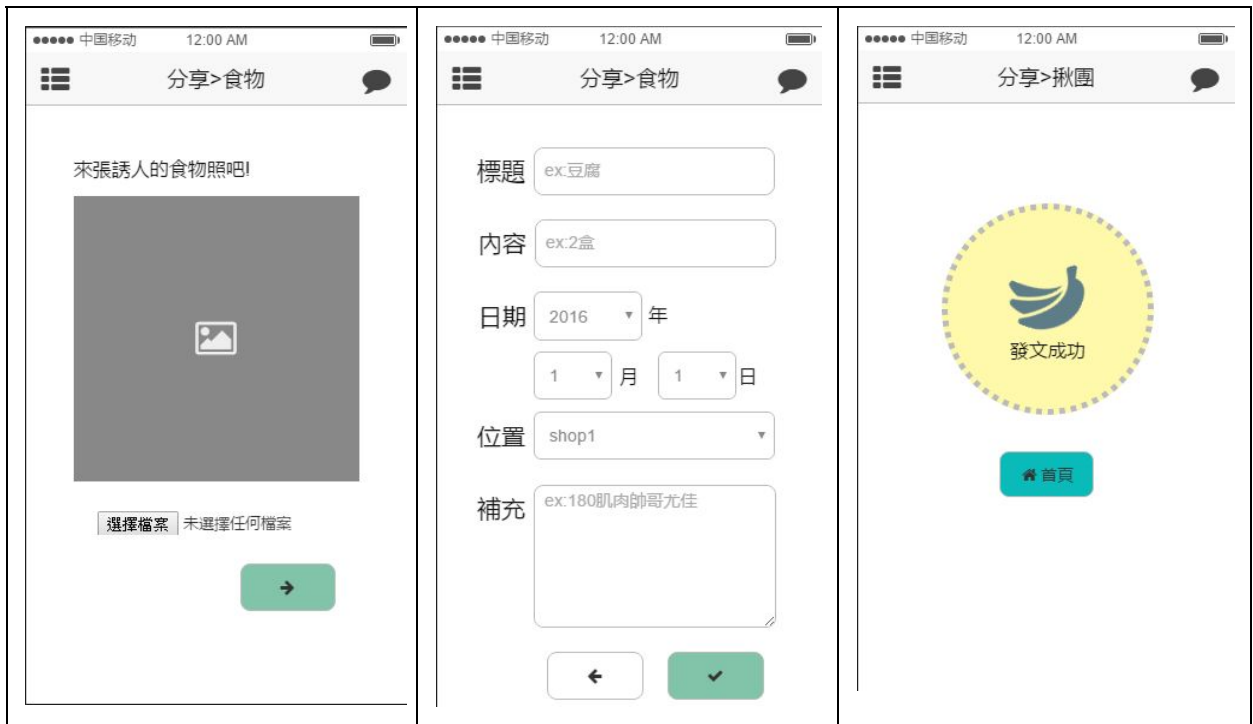 中国移动 12:00 AM
分享>食物
來張誘人的食物照吧!
選擇檔案 未選擇任何檔案
中国移动 12:00 AM
分享>食物
標題 ex:豆腐
內容 ex:2盒
日期 2016 年
1 月 1 日
位置 shop1
補充 ex:180肌肉帥哥尤佳
中国移动 12:00 AM
分享>揪團
發文成功
首頁